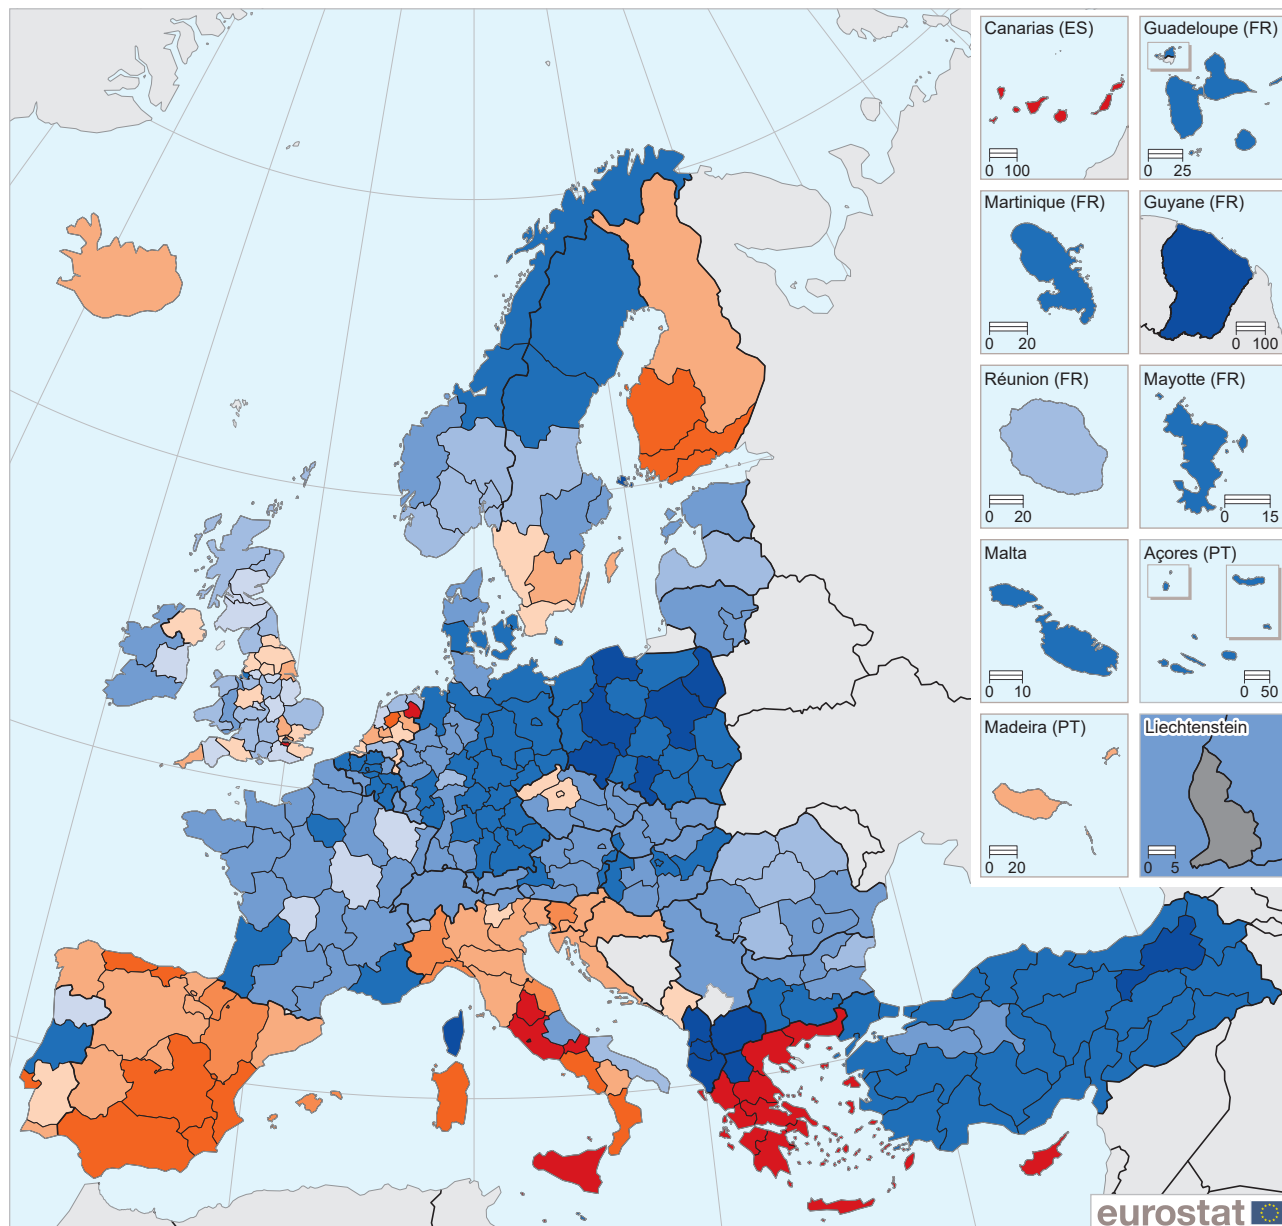 Canarias (ES)
0 100
Guadeloupe (FR)
0 25
Martinique (FR)
0 20
Guyane (FR)
0 100
Réunion (FR)
0 20
Mayotte (FR)
0 15
Malta
0 10
Açores (PT)
0 50
Madeira (PT)
0 20
Liechtenstein
0 5
eurostat